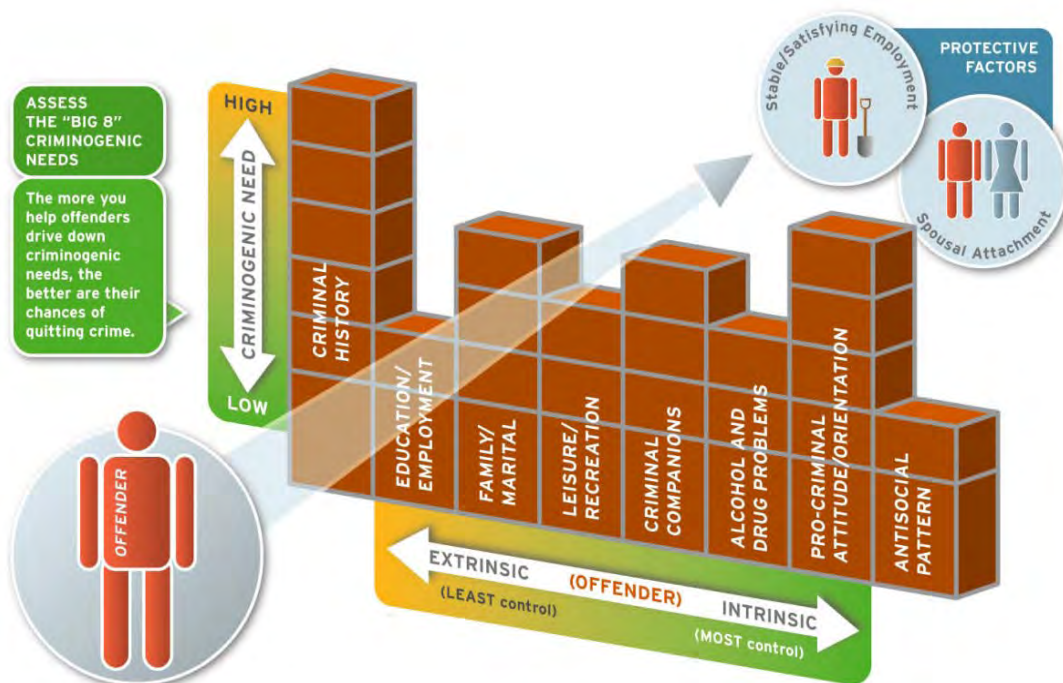 ASSESS
THE "BIG 8"
CRIMINOGENIC
NEEDS
The more you
help offenders
drive down
criminogenic
needs, the
better are their
chances of
quitting crime.
HIGH
CRIMINOGENIC NEED
LOW
OFFENDER
CRIMINAL
HISTORY
EDUCATION/
EMPLOYMENT
FAMILY/
MARITAL
LEISURE/
RECREATION
CRIMINAL
COMPANIONS
ALCOHOL AND
DRUG PROBLEMS
PRO-CRIMINAL
ATTITUDE/ORIENTATION
ANTISOCIAL
PATTERN
EXTRINSIC (OFFENDER) INTRINSIC
(LEAST control) (MOST control)
PROTECTIVE
FACTORS
Stable/Satisfying Employment
Spousal Attachment